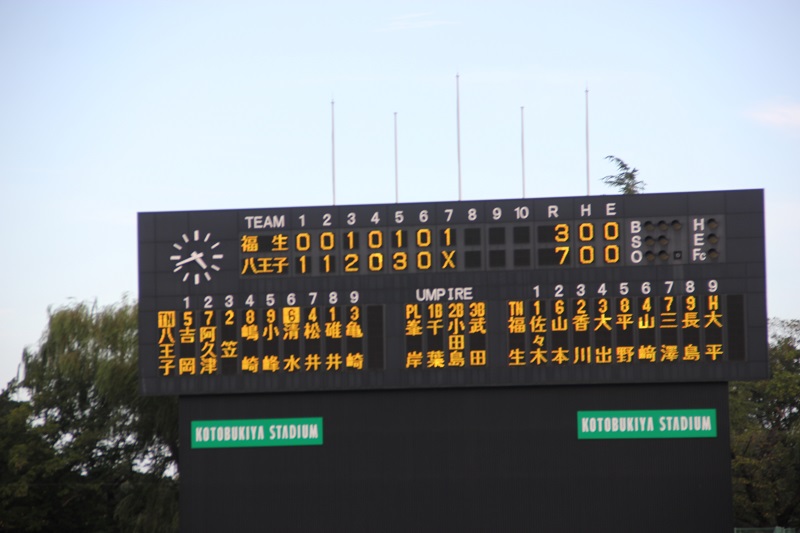 TEAM 1 2 3 4 5 6 7 8 9 10 R H E
福生 0 0 1 0 1 0 1 3 0 0
八王子 1 1 2 0 3 0 X 7 0 0
B H
S E
O Fc
1 2 3 4 5 6 7 8 9
TN 5 7 2 8 9 6 4 1 3
八王子 吉岡 阿久津 笠 嶋崎 小峰 清水 松井 碓井 亀崎
UMPIRE
PL 1B 2B 3B
峯岸 千葉 小田島 武田
1 2 3 4 5 6 7 8 9
TN 1 6 2 3 8 4 7 9 H
福生 佐々木 山本 香川 大出 平野 山崎 三澤 長島 大平
KOTOBUKIYA STADIUM
KOTOBUKIYA STADIUM